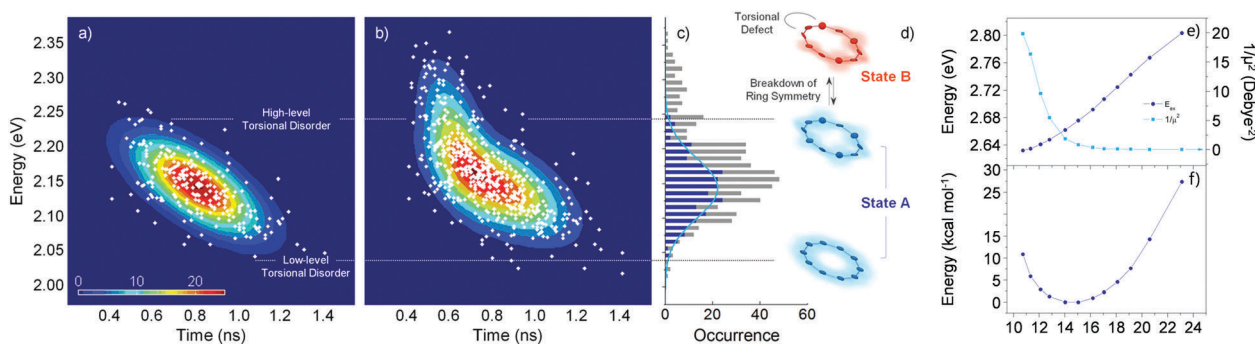 a)
2.35
2.30
2.25
2.20
2.15
2.10
2.05
2.00
Energy (eV)
High-level
Torsional Disorder
Low-level
Torsional Disorder
0 10 20
0.4 0.6 0.8 1.0 1.2 1.4
Time (ns)
b)
0.4 0.6 0.8 1.0 1.2 1.4
Time (ns)
c)
0 20 40 60
Occurrence
d)
Torsional
Defect
State B
Breakdown of
Ring Symmetry
State A
e)
2.80
2.76
2.72
2.68
2.64
Energy (eV)
20
15
10
5
0
1/μ² (Debye⁻²)
E_ex
1/μ²
f)
30
25
15
10
5
0
Energy (kcal mol⁻¹)
10 12 14 16 18 20 22 24